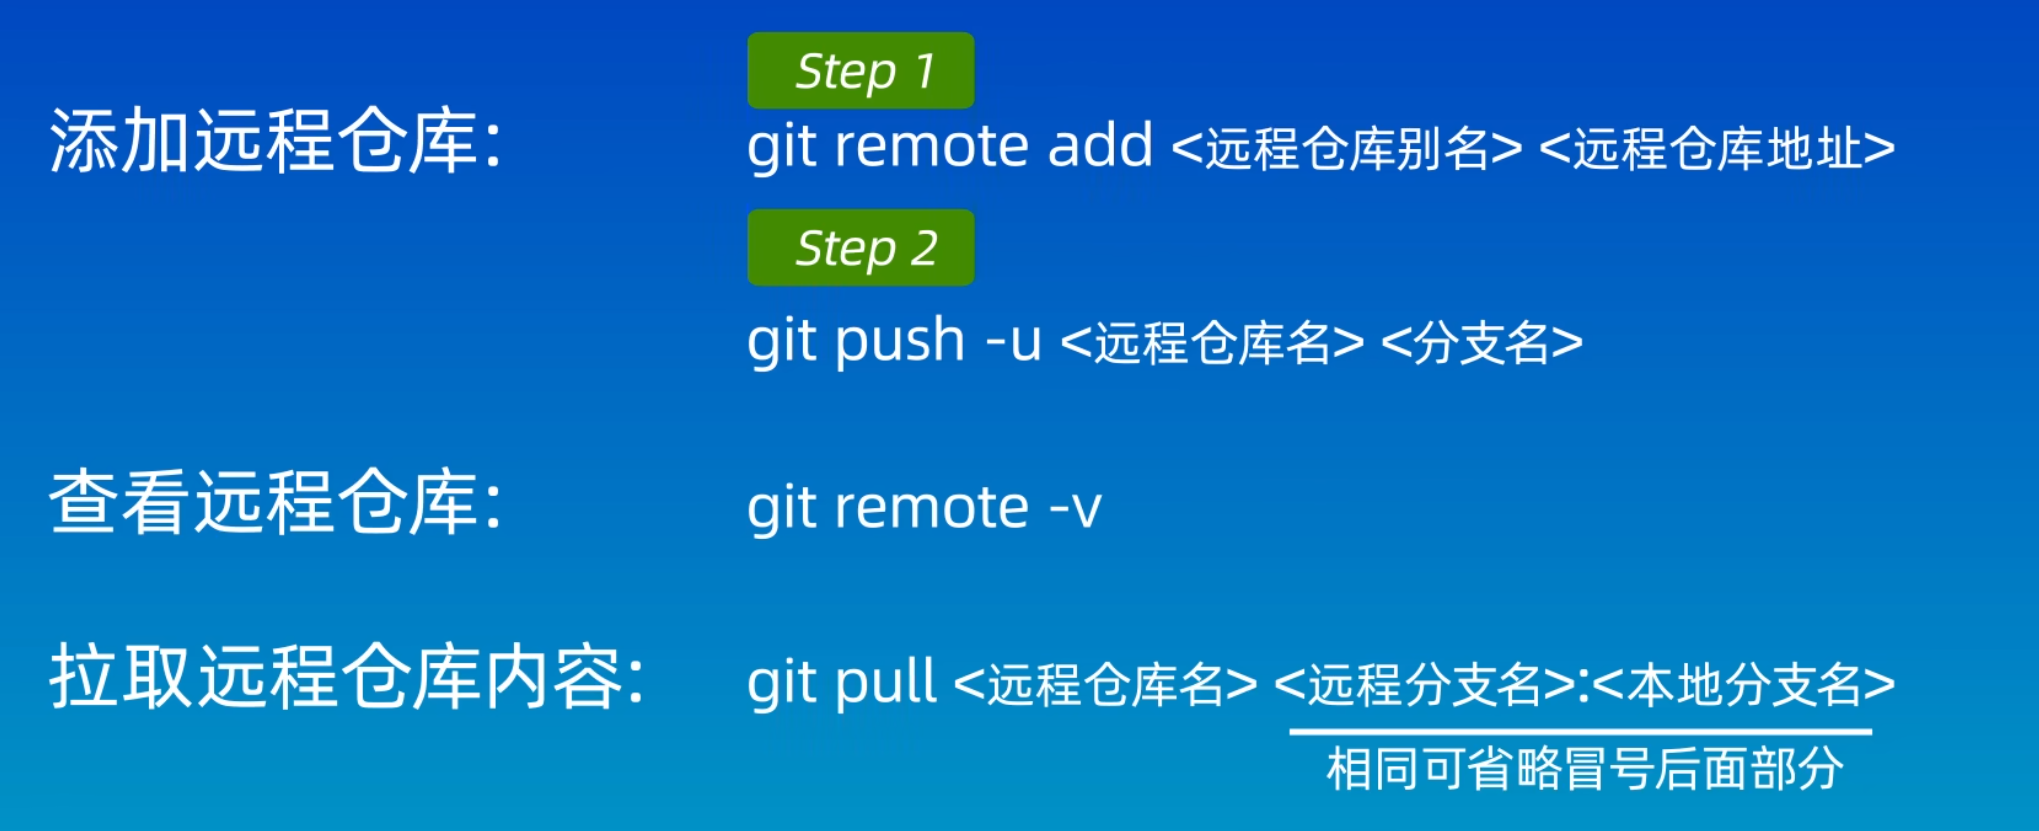 Step 1
添加远程仓库:
git remote add <远程仓库别名> <远程仓库地址>
Step 2
git push -u <远程仓库名> <分支名>
查看远程仓库:
git remote -v
拉取远程仓库内容:
git pull <远程仓库名> <远程分支名>:<本地分支名>
相同可省略冒号后面部分